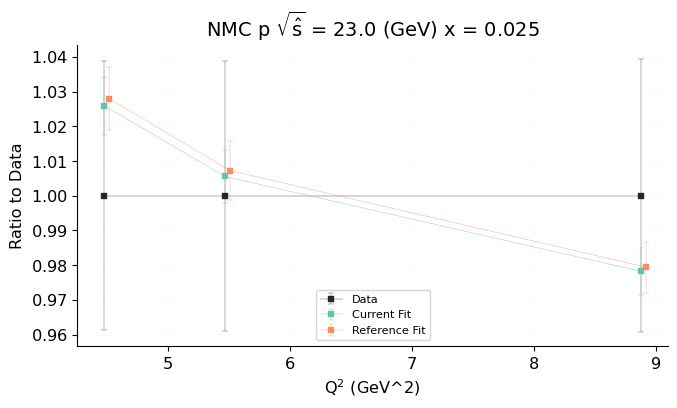 NMC p √ŝ = 23.0 (GeV) x = 0.025
Ratio to Data
1.04
1.03
1.02
1.01
1.00
0.99
0.98
0.97
0.96
Data
Current Fit
Reference Fit
5 6 7 8 9
Q² (GeV^2)